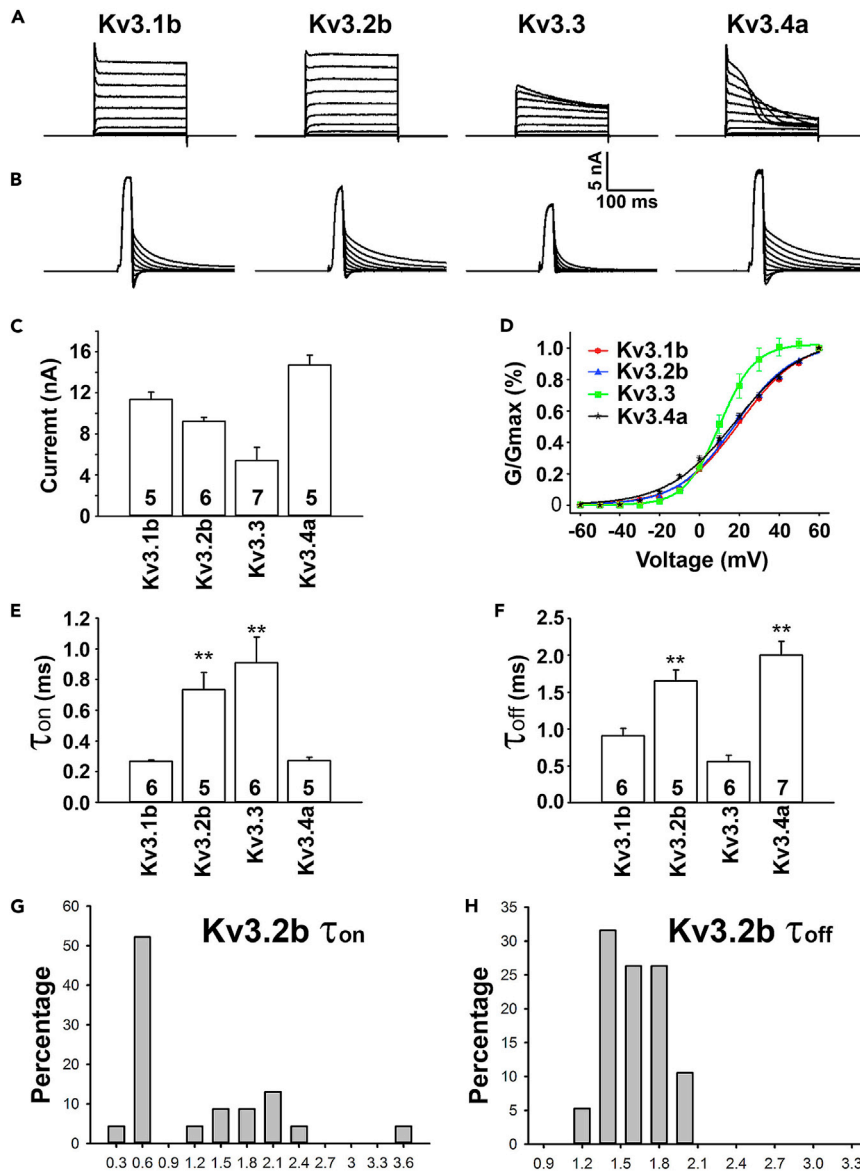 A
Kv3.1b Kv3.2b Kv3.3 Kv3.4a
B
5 nA
100 ms
C
Curremt (nA)
16
12
8
4
0
5 6 7 5
Kv3.1b Kv3.2b Kv3.3 Kv3.4a
D
G/Gmax (%)
1.0
0.8
0.6
0.4
0.2
0
Kv3.1b
Kv3.2b
Kv3.3
Kv3.4a
-60 -40 -20 0 20 40 60
Voltage (mV)
E
τon (ms)
1.2
1.0
0.8
0.6
0.4
0.2
0.0
** **
6 5 6 5
Kv3.1b Kv3.2b Kv3.3 Kv3.4a
F
τoff (ms)
2.5
2.0
1.5
1.0
0.5
0.0
** **
6 5 6 7
Kv3.1b Kv3.2b Kv3.3 Kv3.4a
G
Kv3.2b τon
Percentage
60
50
40
30
20
10
0
0.3 0.6 0.9 1.2 1.5 1.8 2.1 2.4 2.7 3 3.3 3.6
H
Kv3.2b τoff
Percentage
35
30
25
20
15
10
5
0
0.9 1.2 1.5 1.8 2.1 2.4 2.7 3.0 3.3